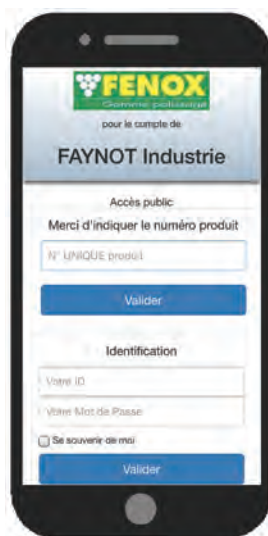 FENOX
Gamme polissage
pour le compte de
FAYNOT Industrie
Accès public
Merci d'indiquer le numéro produit
N° UNIQUE produit
Valider
Identification
Votre ID
Votre Mot de Passe
Se souvenir de moi
Valider